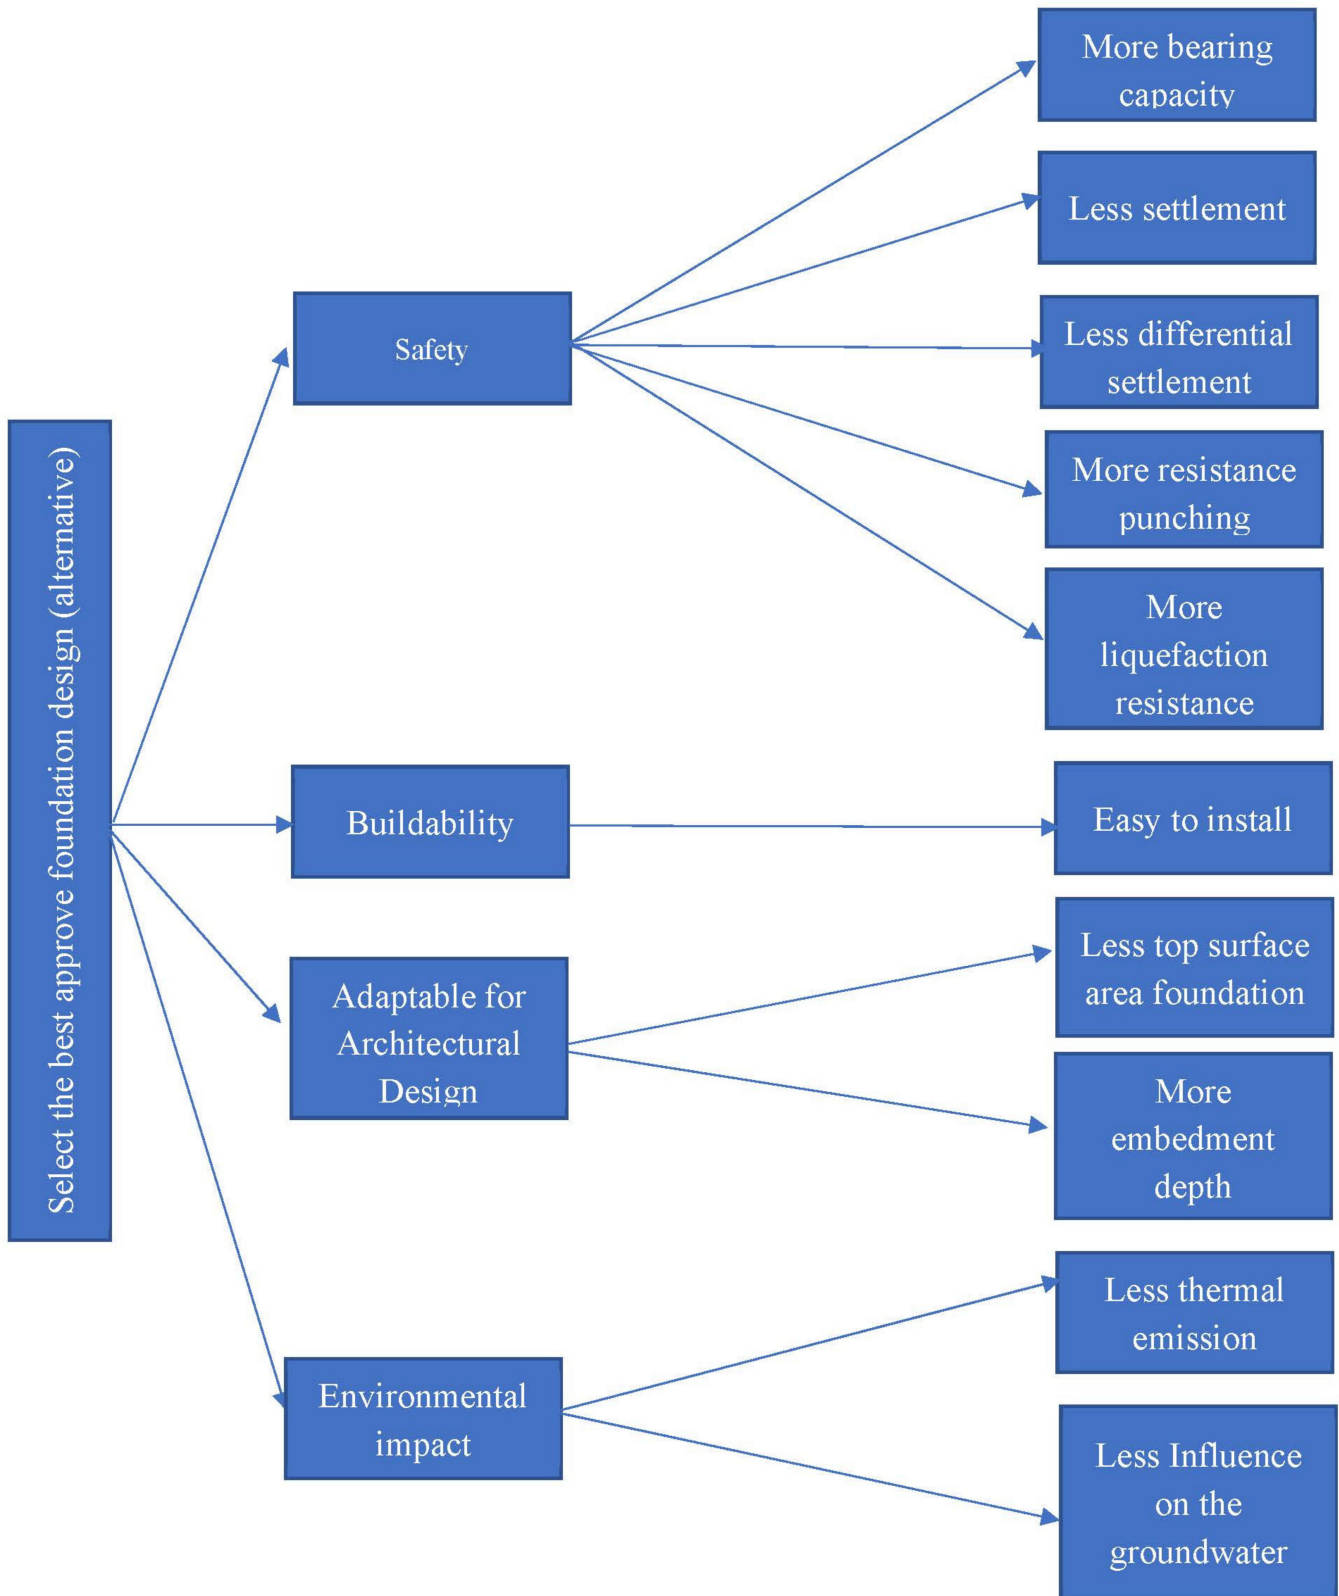 Select the best approve foundation design (alternative)
Safety
Buildability
Adaptable for
Architectural
Design
Environmental
impact
More bearing
capacity
Less settlement
Less differential
settlement
More resistance
punching
More
liquefaction
resistance
Easy to install
Less top surface
area foundation
More
embedment
depth
Less thermal
emission
Less Influence
on the
groundwater